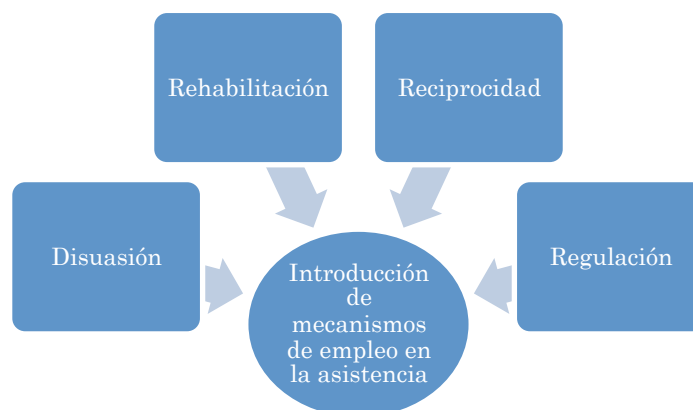 Rehabilitación
Reciprocidad
Disuasión
Regulación
Introducción
de
mecanismos
de empleo en
la asistencia